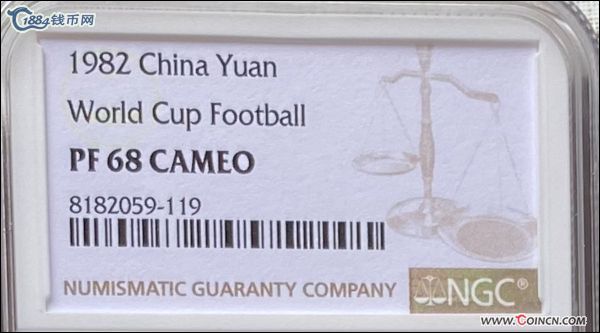 1884钱币网
1982 China Yuan
World Cup Football
PF 68 CAMEO
8182059-119
NUMISMATIC GUARANTY COMPANY
NGC®
www.COINCN.com